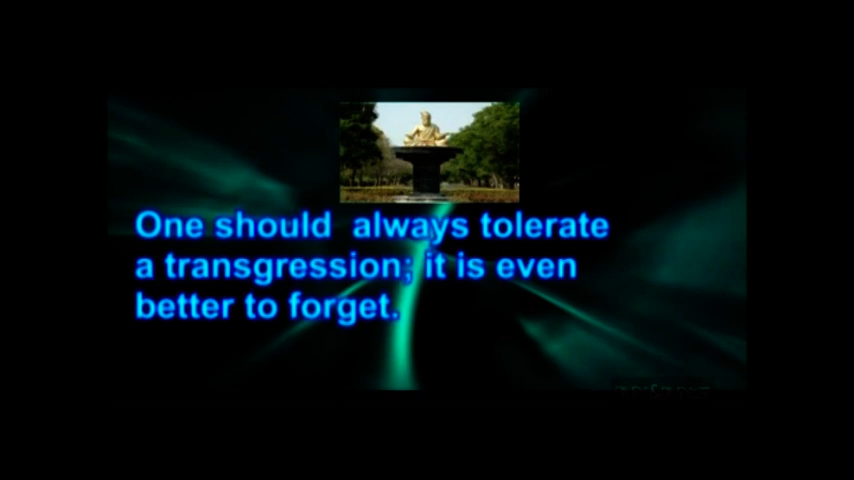 One should always tolerate
a transgression; it is even
better to forget.